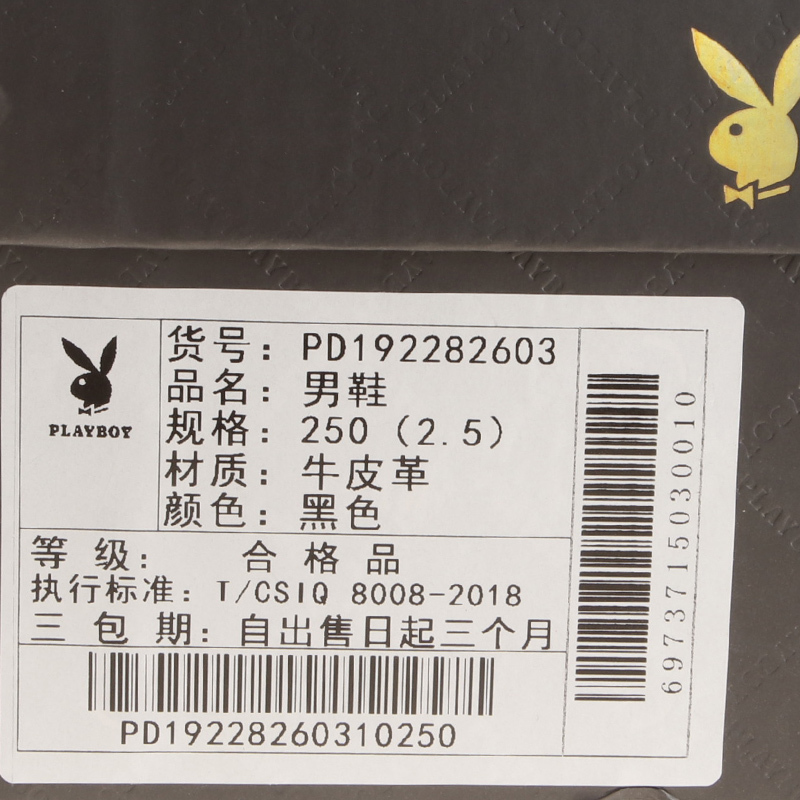 PLAYBOY
货号：PD192282603
品名：男鞋
规格：250（2.5）
材质：牛皮革
颜色：黑色
等 级： 合 格 品
执行标准：T/CSIQ 8008-2018
三 包 期：自出售日起三个月
PD19228260310250
6973715030010